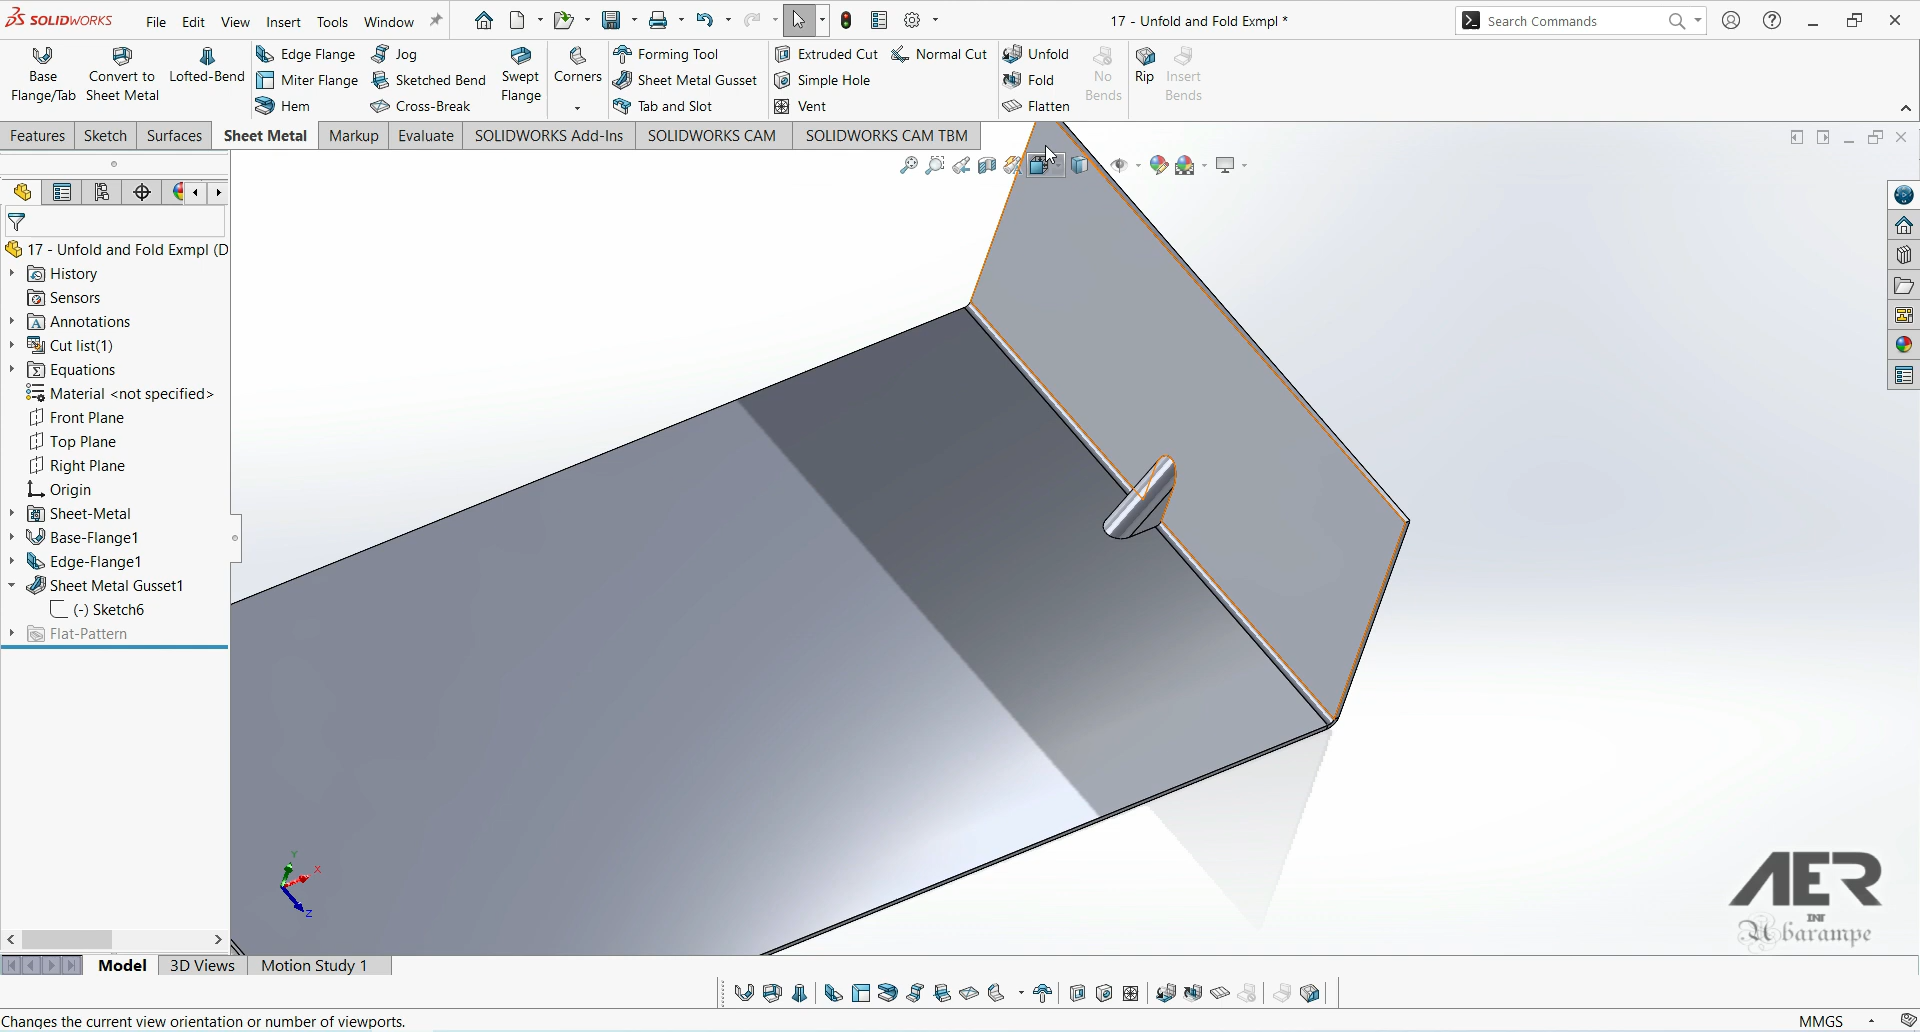 SOLIDWORKS
File Edit View Insert Tools Window
17 - Unfold and Fold Exmpl *
Search Commands
Base Flange/Tab
Convert to Sheet Metal
Lofted-Bend
Edge Flange
Miter Flange
Hem
Jog
Sketched Bend
Cross-Break
Swept Flange
Corners
Forming Tool
Sheet Metal Gusset
Tab and Slot
Extruded Cut
Simple Hole
Vent
Normal Cut
Unfold
Fold
Flatten
No Bends
Rip
Insert Bends
Features Sketch Surfaces Sheet Metal Markup Evaluate SOLIDWORKS Add-Ins SOLIDWORKS CAM SOLIDWORKS CAM TBM
17 - Unfold and Fold Exmpl (D
History
Sensors
Annotations
Cut list(1)
Equations
Material <not specified>
Front Plane
Top Plane
Right Plane
Origin
Sheet-Metal
Base-Flange1
Edge-Flange1
Sheet Metal Gusset1
(-) Sketch6
Flat-Pattern
Y
X
Z
AER
INT
Abarampe
Model 3D Views Motion Study 1
Changes the current view orientation or number of viewports.
MMGS